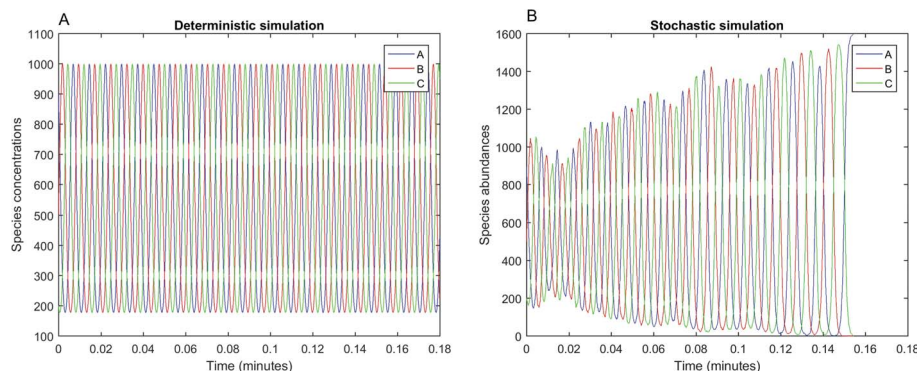 A
Deterministic simulation
1100
1000
900
800
700
600
500
400
300
200
100
Species concentrations
A
B
C
0 0.02 0.04 0.06 0.08 0.1 0.12 0.14 0.16 0.18
Time (minutes)
B
Stochastic simulation
1600
1400
1200
1000
800
600
400
200
0
Species abundances
A
B
C
0 0.02 0.04 0.06 0.08 0.1 0.12 0.14 0.16 0.18
Time (minutes)